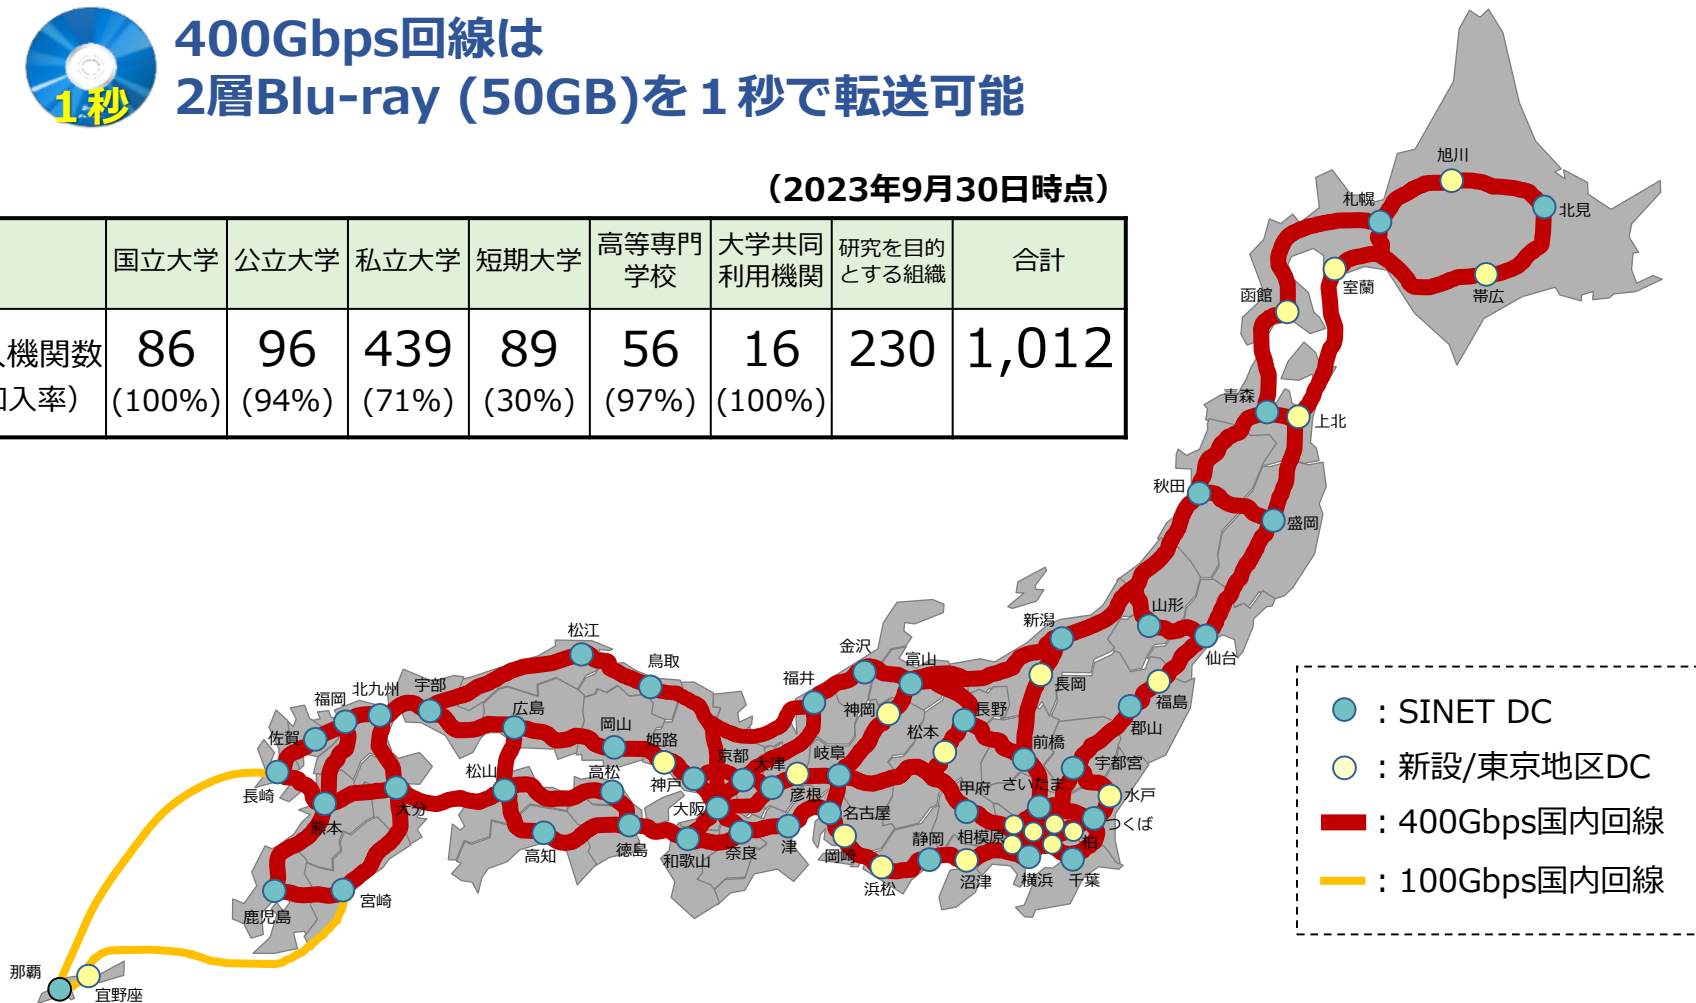 400Gbps回線は
2層Blu-ray (50GB)を１秒で転送可能
１秒
（2023年9月30日時点）
国立大学 公立大学 私立大学 短期大学 高等専門学校 大学共同利用機関 研究を目的とする組織 合計
機関数 86 96 439 89 56 16 230 1,012
入率） (100%) (94%) (71%) (30%) (97%) (100%)
旭川
札幌
北見
函館
室蘭
帯広
青森
上北
秋田
盛岡
山形
新潟
仙台
松江
金沢
富山
鳥取
福井
長岡
福島
北九州
宇部
福岡
広島
神岡
長野
郡山
岡山
佐賀
姫路
松本
前橋
京都
大津
岐阜
宇都宮
松山
高松
神戸
甲府
さいたま
長崎
大分
大阪
彦根
名古屋
水戸
熊本
つくば
高知
徳島
和歌山
奈良
津
岡崎
静岡
相模原
柏
浜松
沼津
横浜
千葉
鹿児島
宮崎
那覇
宜野座
：SINET DC
：新設/東京地区DC
：400Gbps国内回線
：100Gbps国内回線